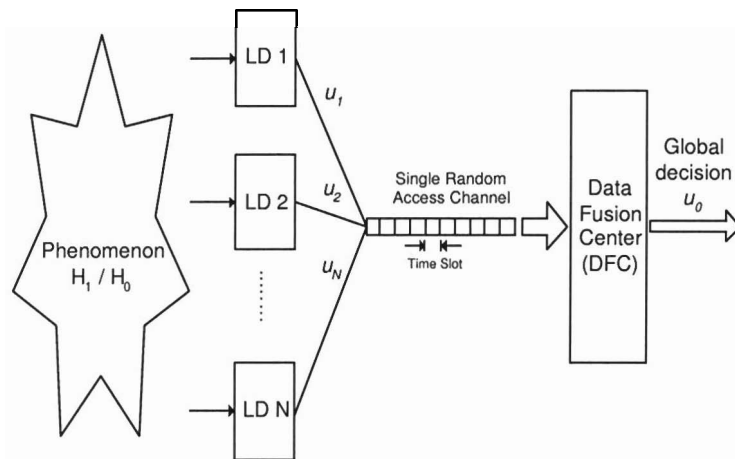 Phenomenon
H₁ / H₀
LD 1
LD 2
LD N
u₁
u₂
u_N
Single Random
Access Channel
Time Slot
Data
Fusion
Center
(DFC)
Global
decision
u₀